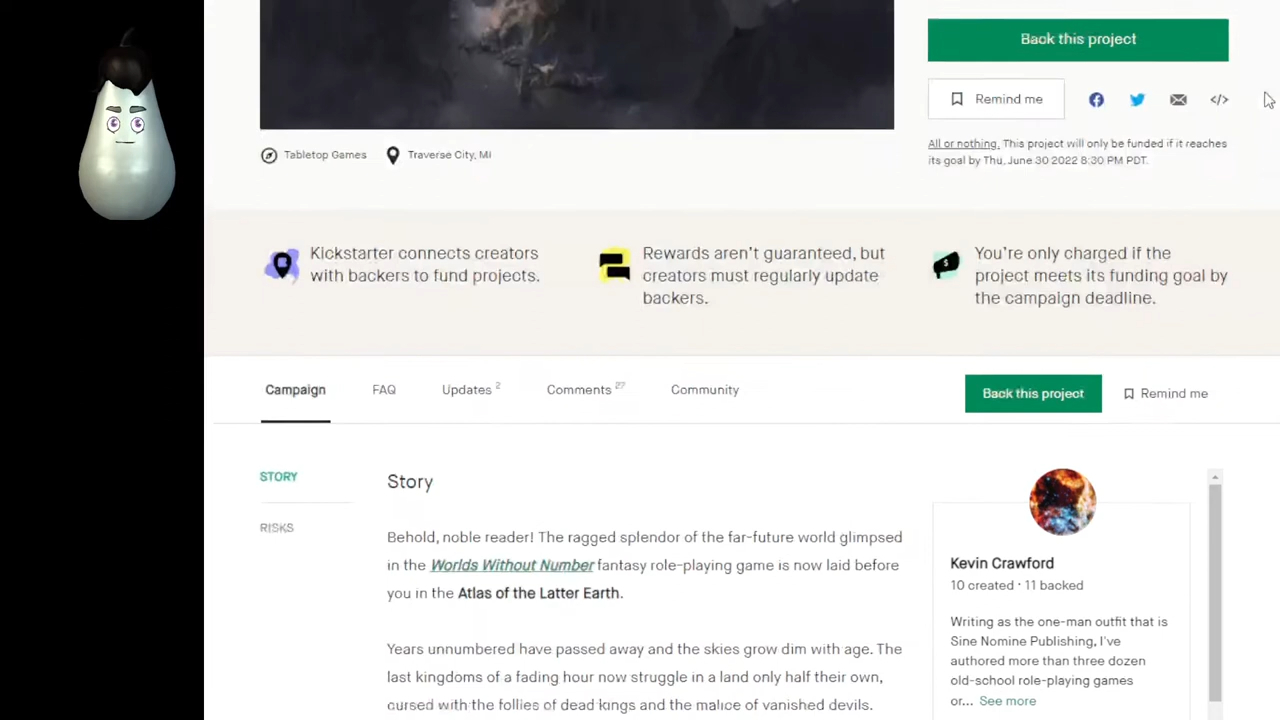 Back this project
Remind me
</>
Tabletop Games
Traverse City, MI
All or nothing. This project will only be funded if it reaches
its goal by Thu, June 30 2022 8:30 PM PDT.
Kickstarter connects creators
with backers to fund projects.
Rewards aren't guaranteed, but
creators must regularly update
backers.
You're only charged if the
project meets its funding goal by
the campaign deadline.
Campaign
FAQ
Updates 2
Comments 27
Community
Back this project
Remind me
STORY
RISKS
Story
Behold, noble reader! The ragged splendor of the far-future world glimpsed
in the Worlds Without Number fantasy role-playing game is now laid before
you in the Atlas of the Latter Earth.
Years unnumbered have passed away and the skies grow dim with age. The
last kingdoms of a fading hour now struggle in a land only half their own,
cursed with the follies of dead kings and the malice of vanished devils.
Kevin Crawford
10 created · 11 backed
Writing as the one-man outfit that is
Sine Nomine Publishing, I've
authored more than three dozen
old-school role-playing games
or... See more